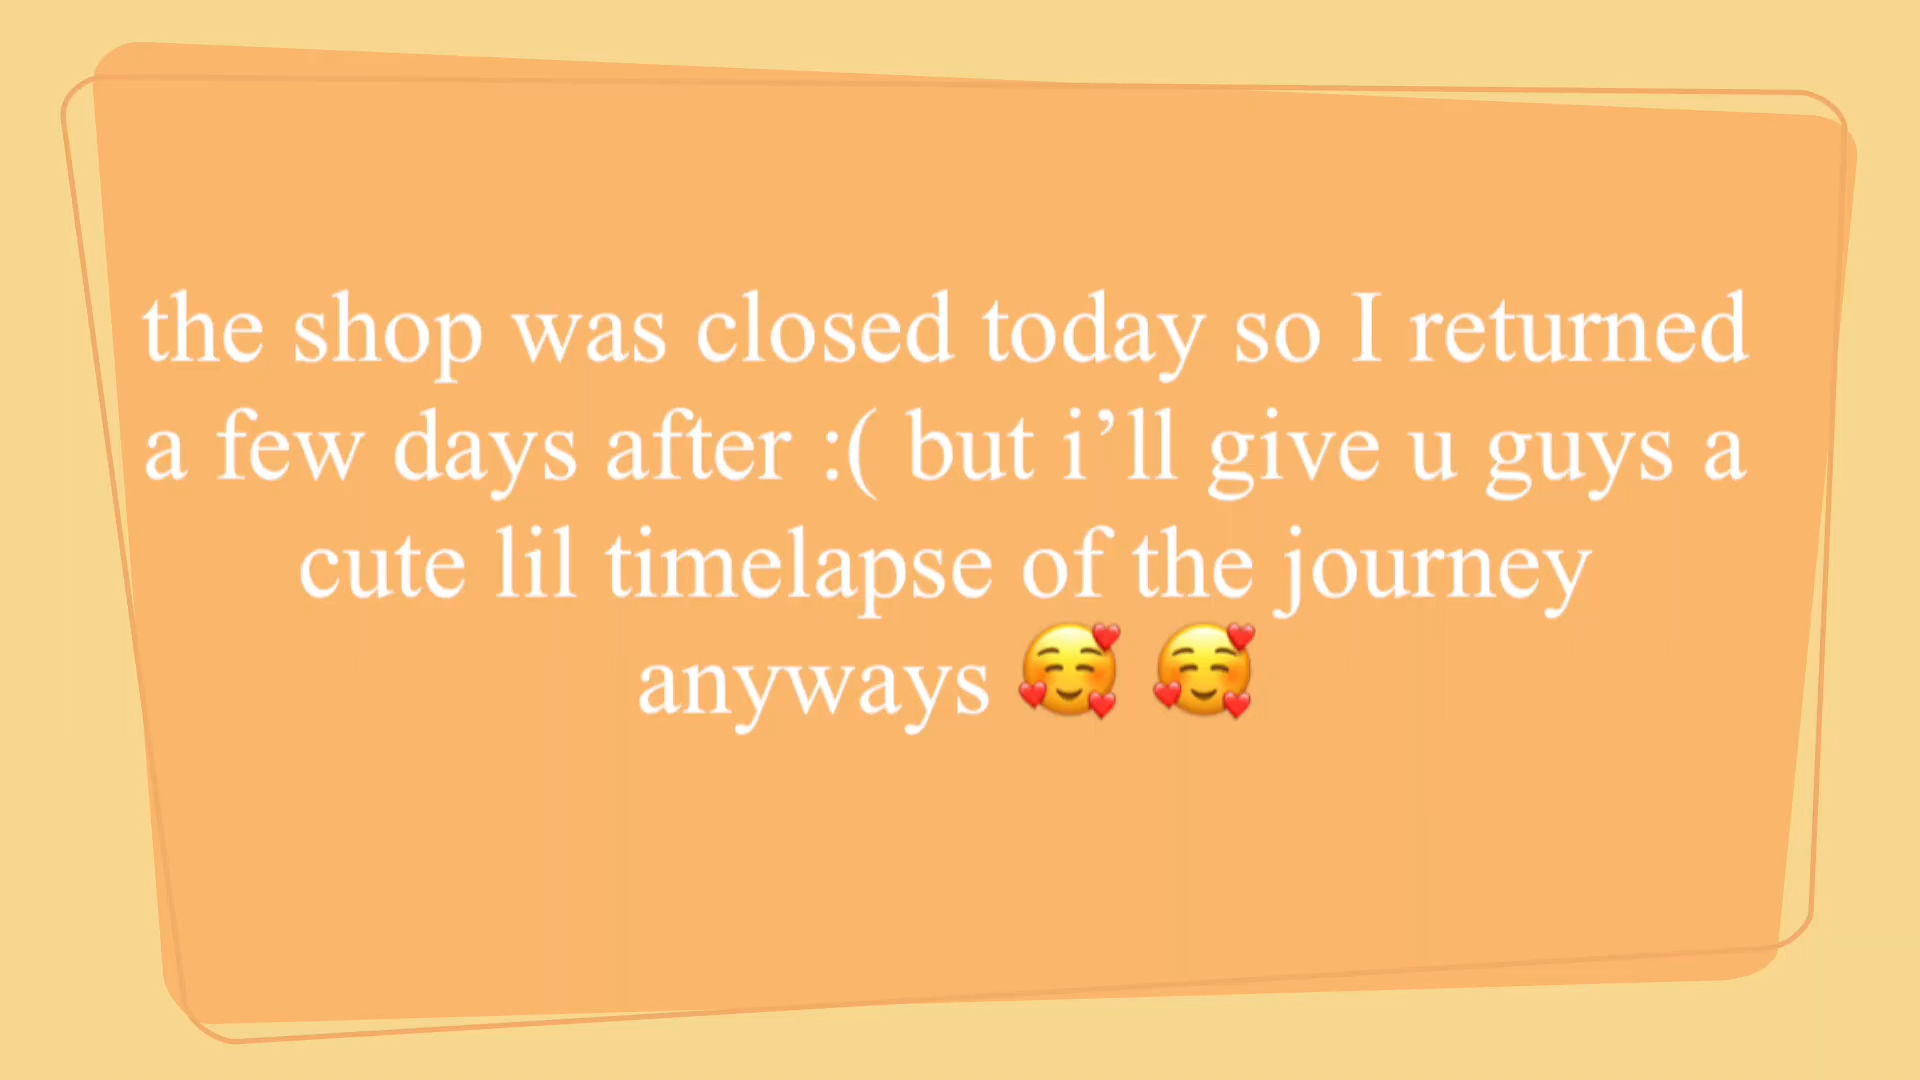 the shop was closed today so I returned
a few days after :( but i’ll give u guys a
cute lil timelapse of the journey
anyways 🥰 🥰